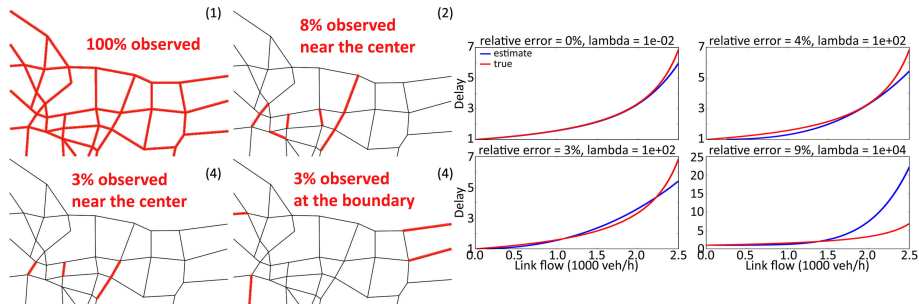 (1)
100% observed
(2)
8% observed
near the center
3% observed
near the center
(4)
3% observed
at the boundary
(4)
relative error = 0%, lambda = 1e-02
estimate
true
Delay
7
5
3
1
relative error = 4%, lambda = 1e+02
7
5
3
1
relative error = 3%, lambda = 1e+02
Delay
7
5
3
1
0.0 0.5 1.0 1.5 2.0 2.5
Link flow (1000 veh/h)
relative error = 9%, lambda = 1e+04
25
20
15
10
5
0
0.0 0.5 1.0 1.5 2.0 2.5
Link flow (1000 veh/h)